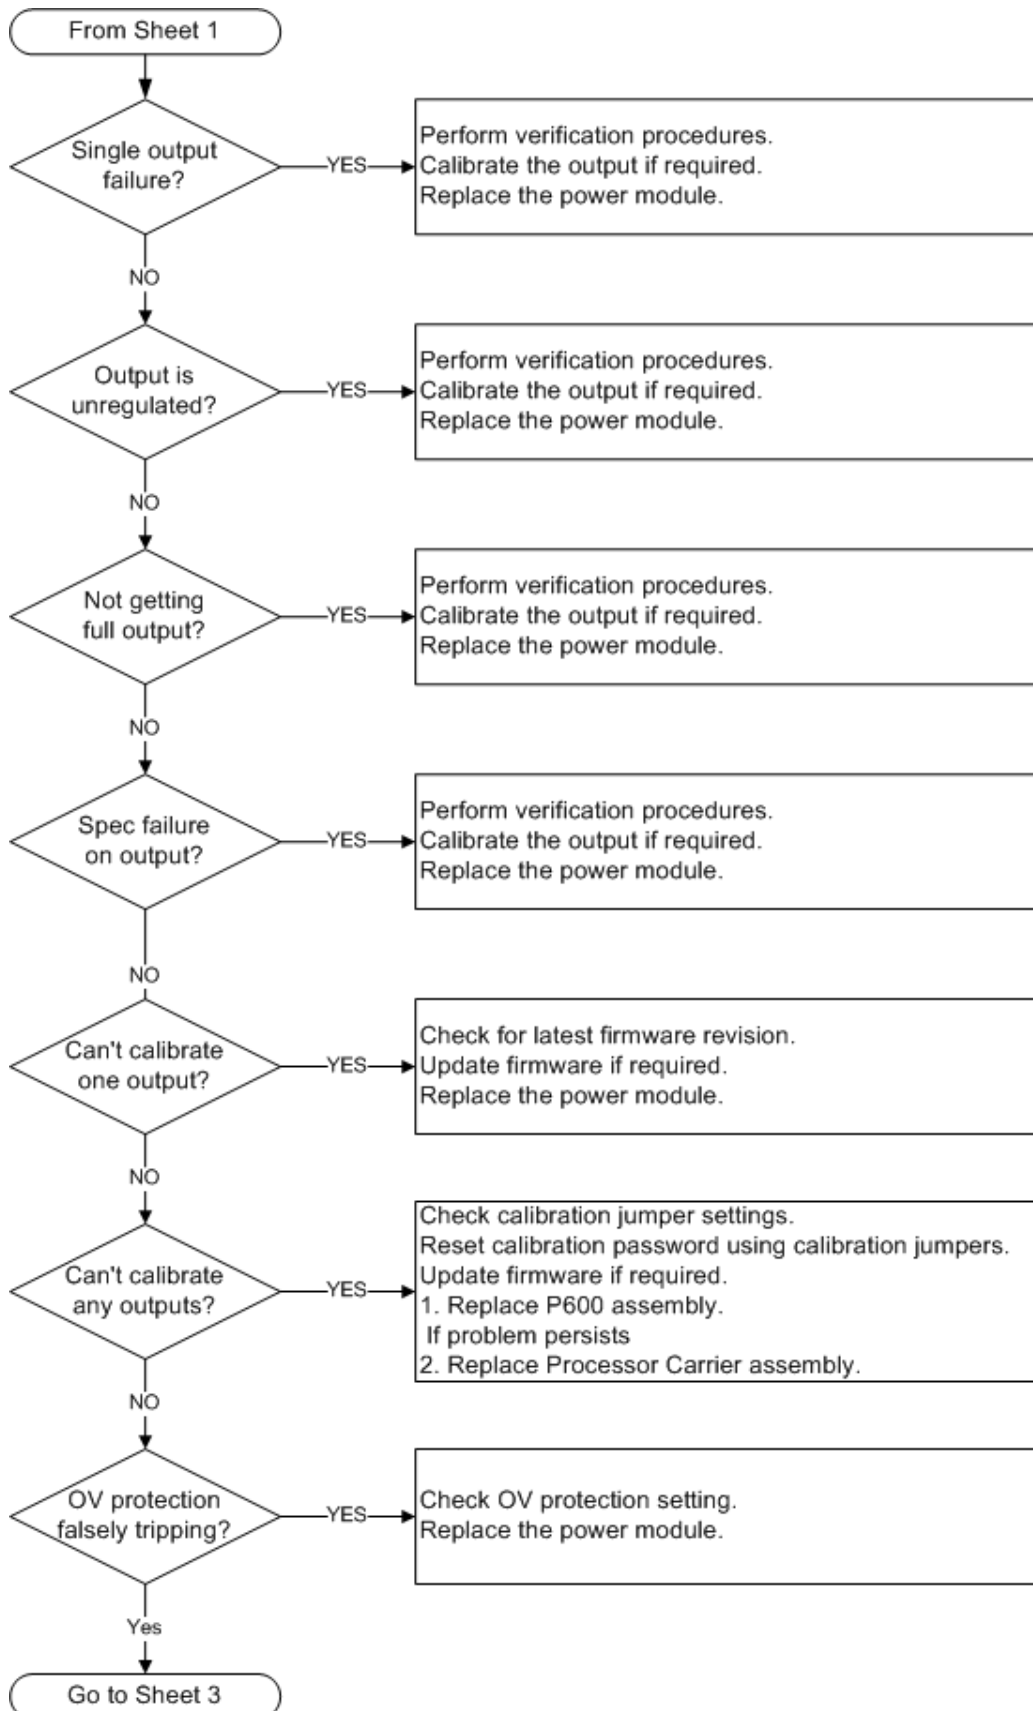 From Sheet 1
Single output
failure?
YES
Perform verification procedures.
Calibrate the output if required.
Replace the power module.
NO
Output is
unregulated?
YES
Perform verification procedures.
Calibrate the output if required.
Replace the power module.
NO
Not getting
full output?
YES
Perform verification procedures.
Calibrate the output if required.
Replace the power module.
NO
Spec failure
on output?
YES
Perform verification procedures.
Calibrate the output if required.
Replace the power module.
NO
Can't calibrate
one output?
YES
Check for latest firmware revision.
Update firmware if required.
Replace the power module.
NO
Can't calibrate
any outputs?
YES
Check calibration jumper settings.
Reset calibration password using calibration jumpers.
Update firmware if required.
1. Replace P600 assembly.
If problem persists
2. Replace Processor Carrier assembly.
NO
OV protection
falsely tripping?
YES
Check OV protection setting.
Replace the power module.
Yes
Go to Sheet 3